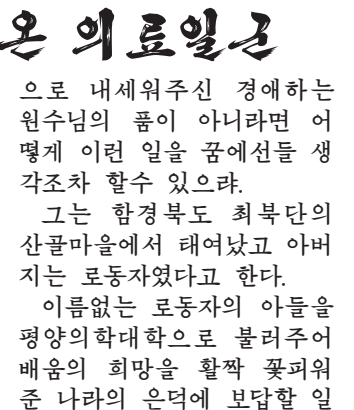 온 의료일군
으로 내세워주신 경애하는
원수님의 품이 아니라면 어
떻게 이런 일을 꿈에선들 생
각조차 할수 있으랴.
그는 함경북도 최북단의
산골마을에서 태여났고 아버
지는 로동자였다고 한다.
이름없는 로동자의 아들을
평양의학대학으로 불러주어
배움의 희망을 활짝 꽃피워
준 나라의 은덕에 보답할 일